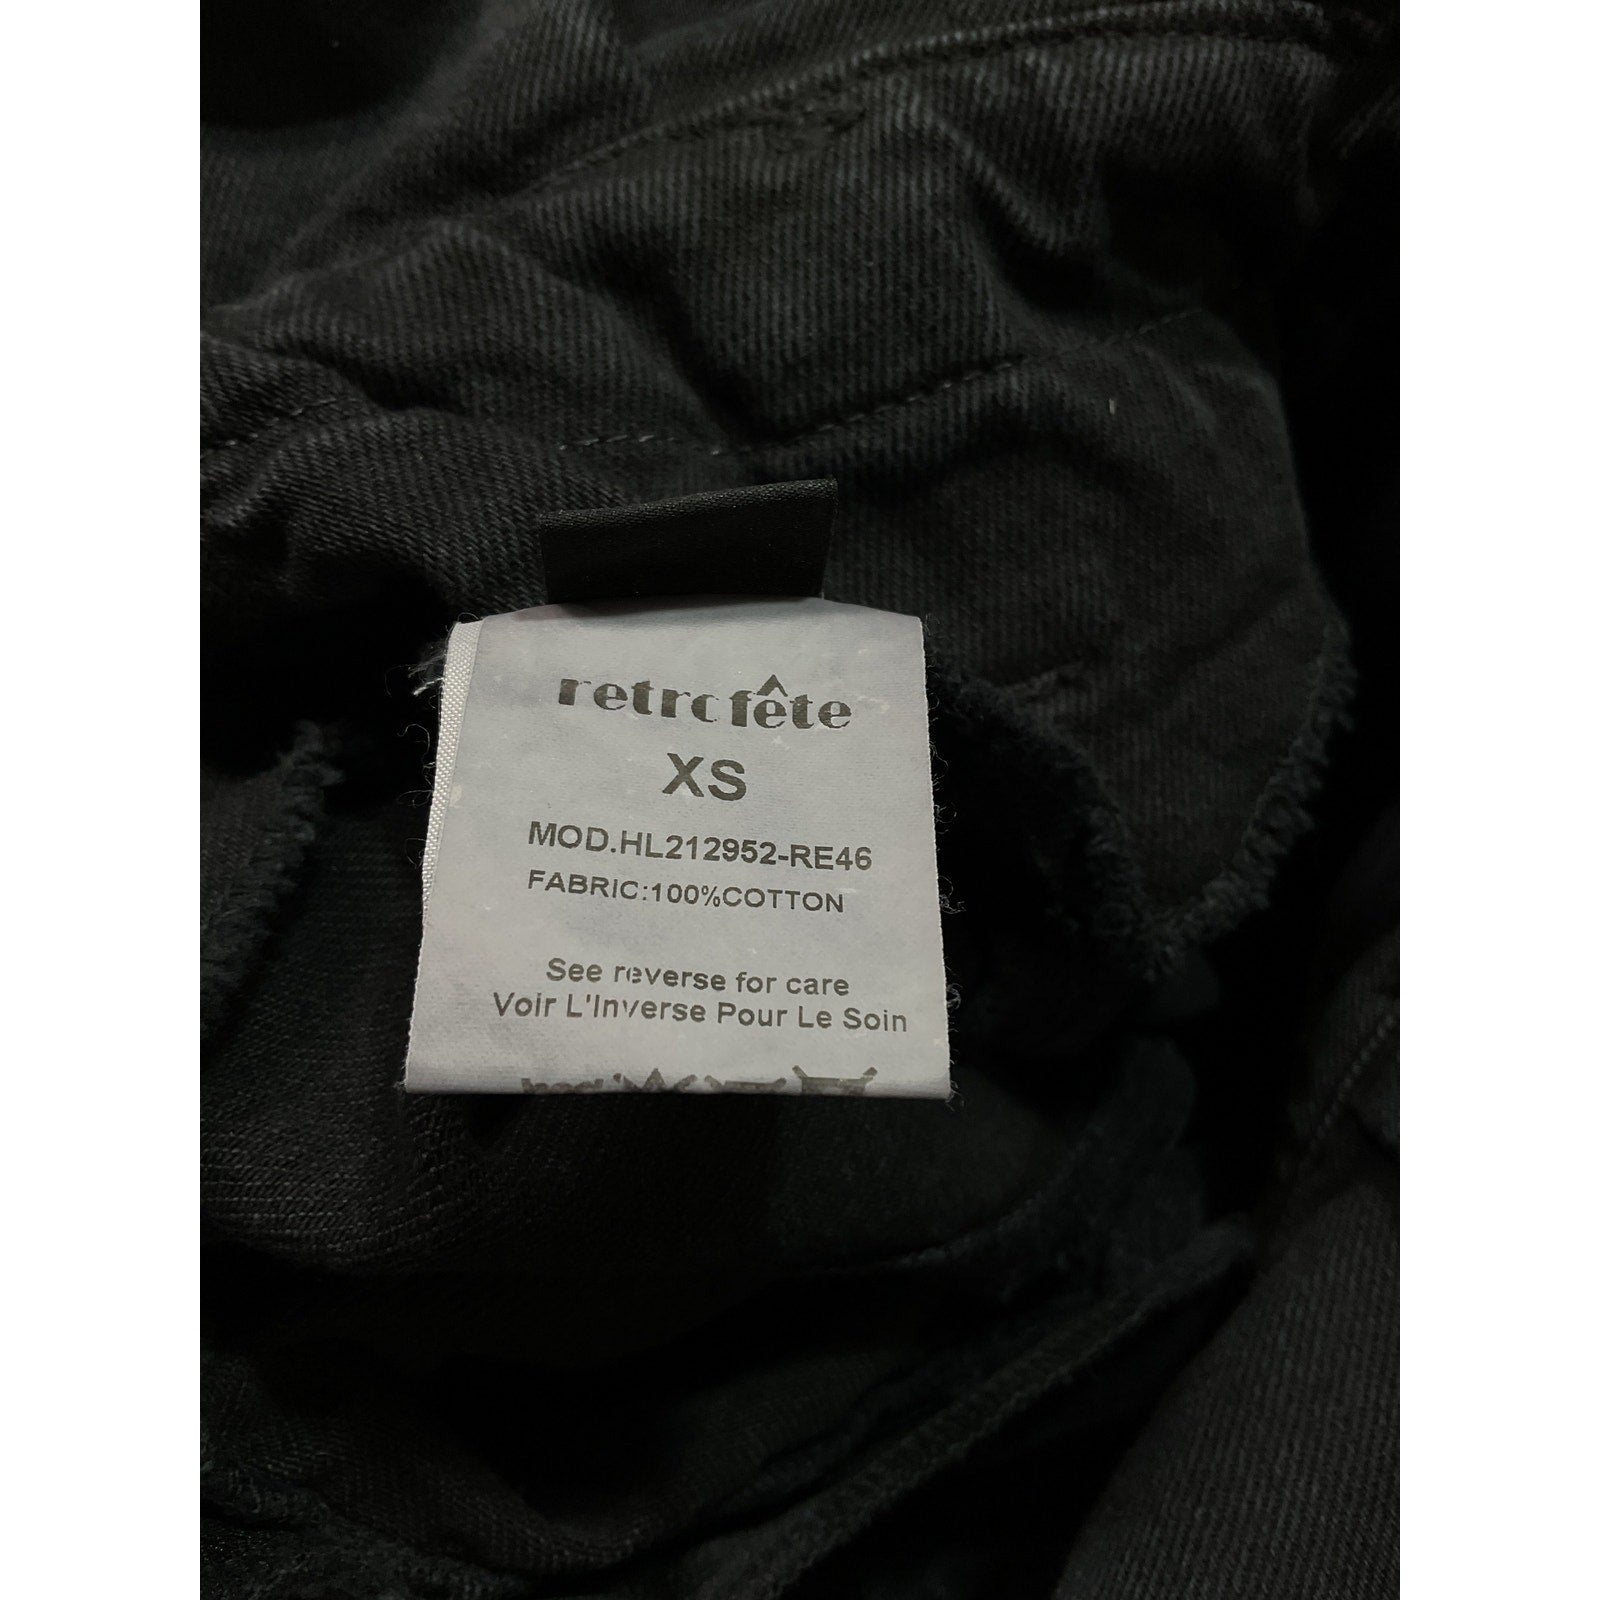 retrofête
XS
MOD.HL212952-RE46
FABRIC:100%COTTON
See reverse for care
Voir L'Inverse Pour Le Soin